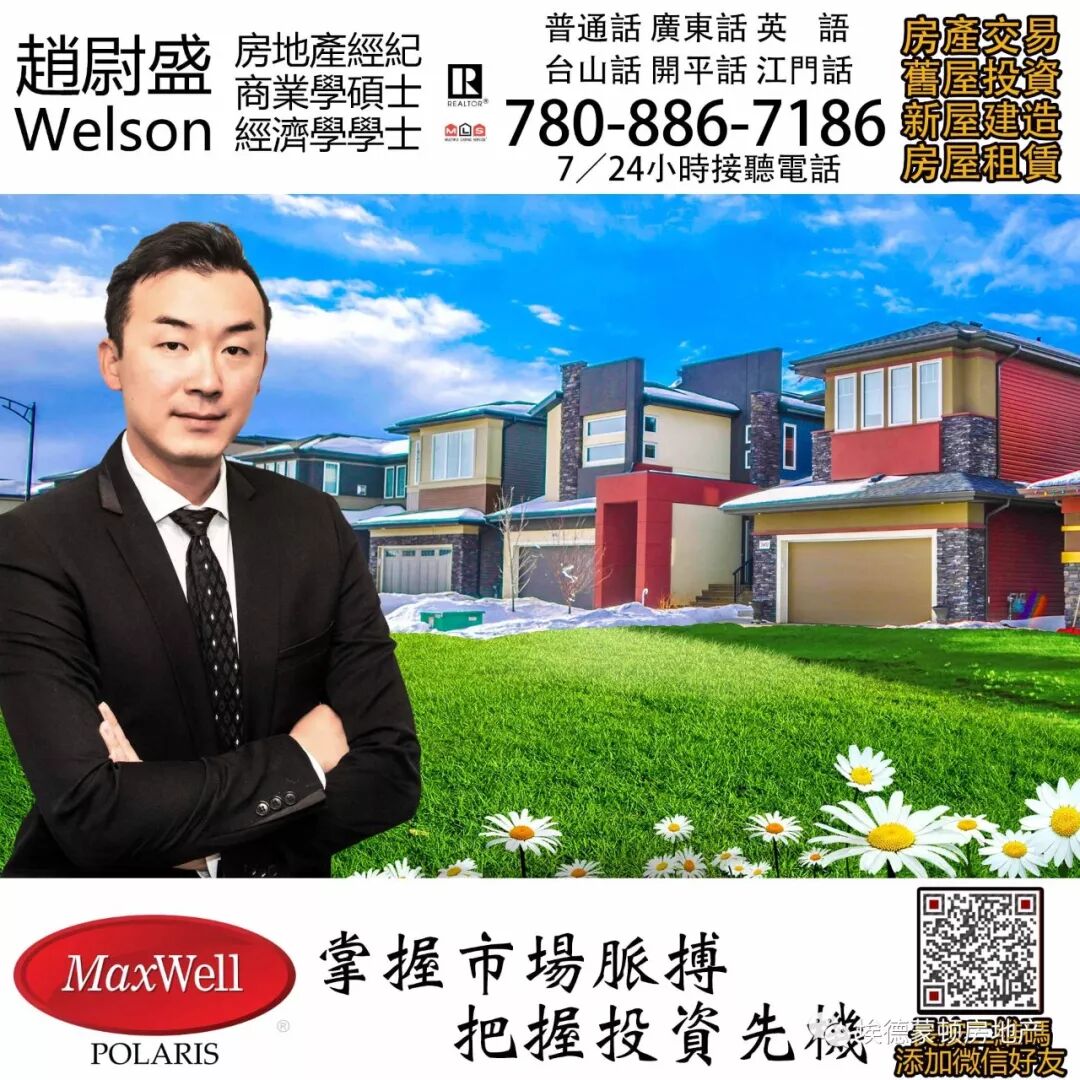 趙尉盛
Welson
房地產經紀
商業學碩士
經濟學學士
REALTOR®
MLS
普通話 廣東話 英 語
台山話 開平話 江門話
780-886-7186
7／24小時接聽電話
房產交易
舊屋投資
新屋建造
房屋租賃
MaxWell
®
POLARIS
掌握市場脈搏
把握投資先機
埃德蒙頓房地产
碼
添加微信好友